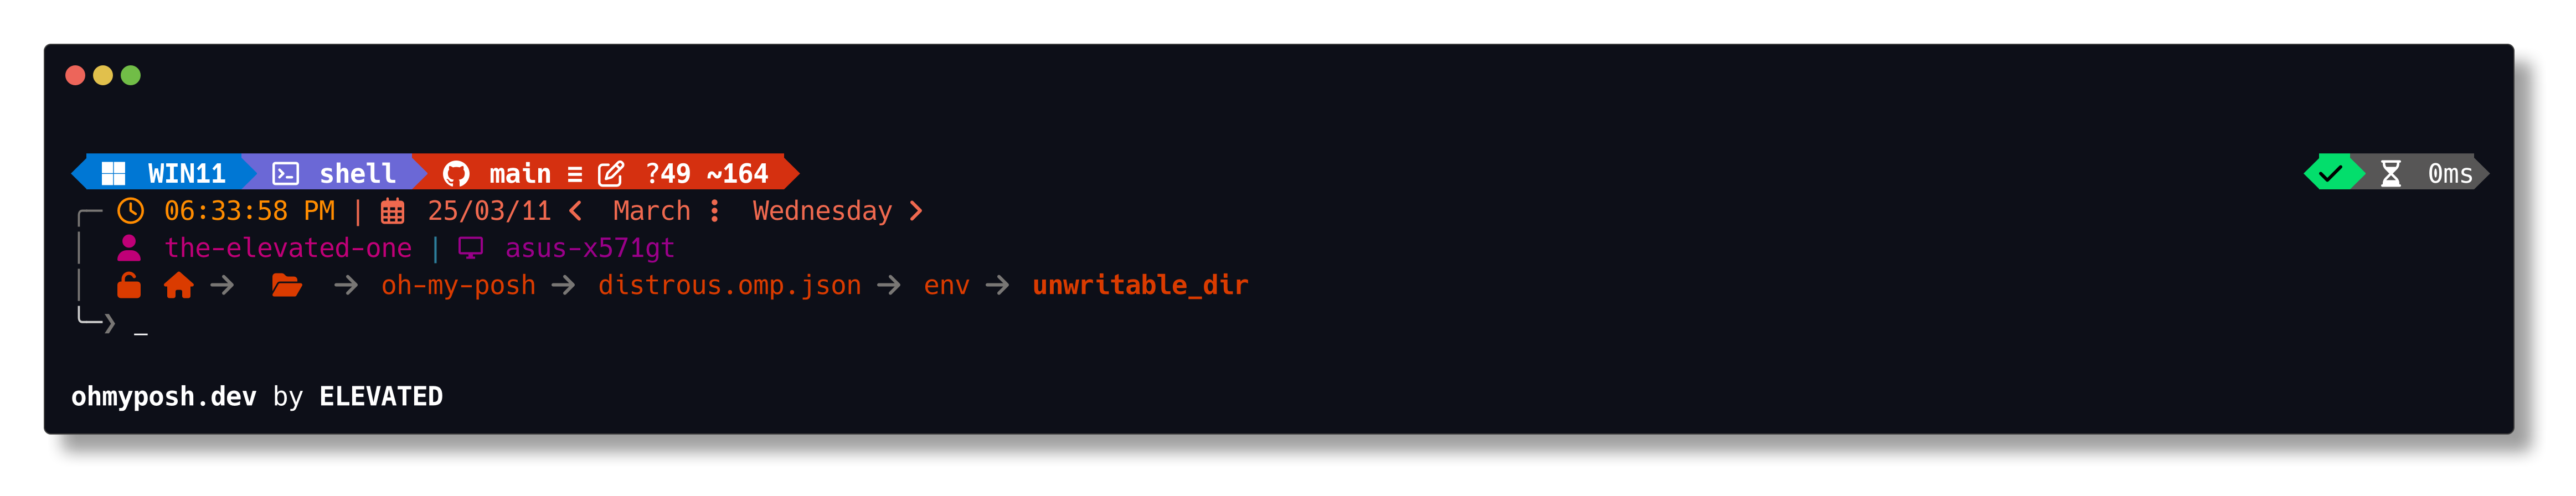 WIN11 shell main ≡ ?49 ~164 0ms
06:33:58 PM | 25/03/11 < March ⋮ Wednesday >
the-elevated-one | asus-x571gt
→ → oh-my-posh → distrous.omp.json → env → unwritable_dir
❯ _
ohmyposh.dev by ELEVATED